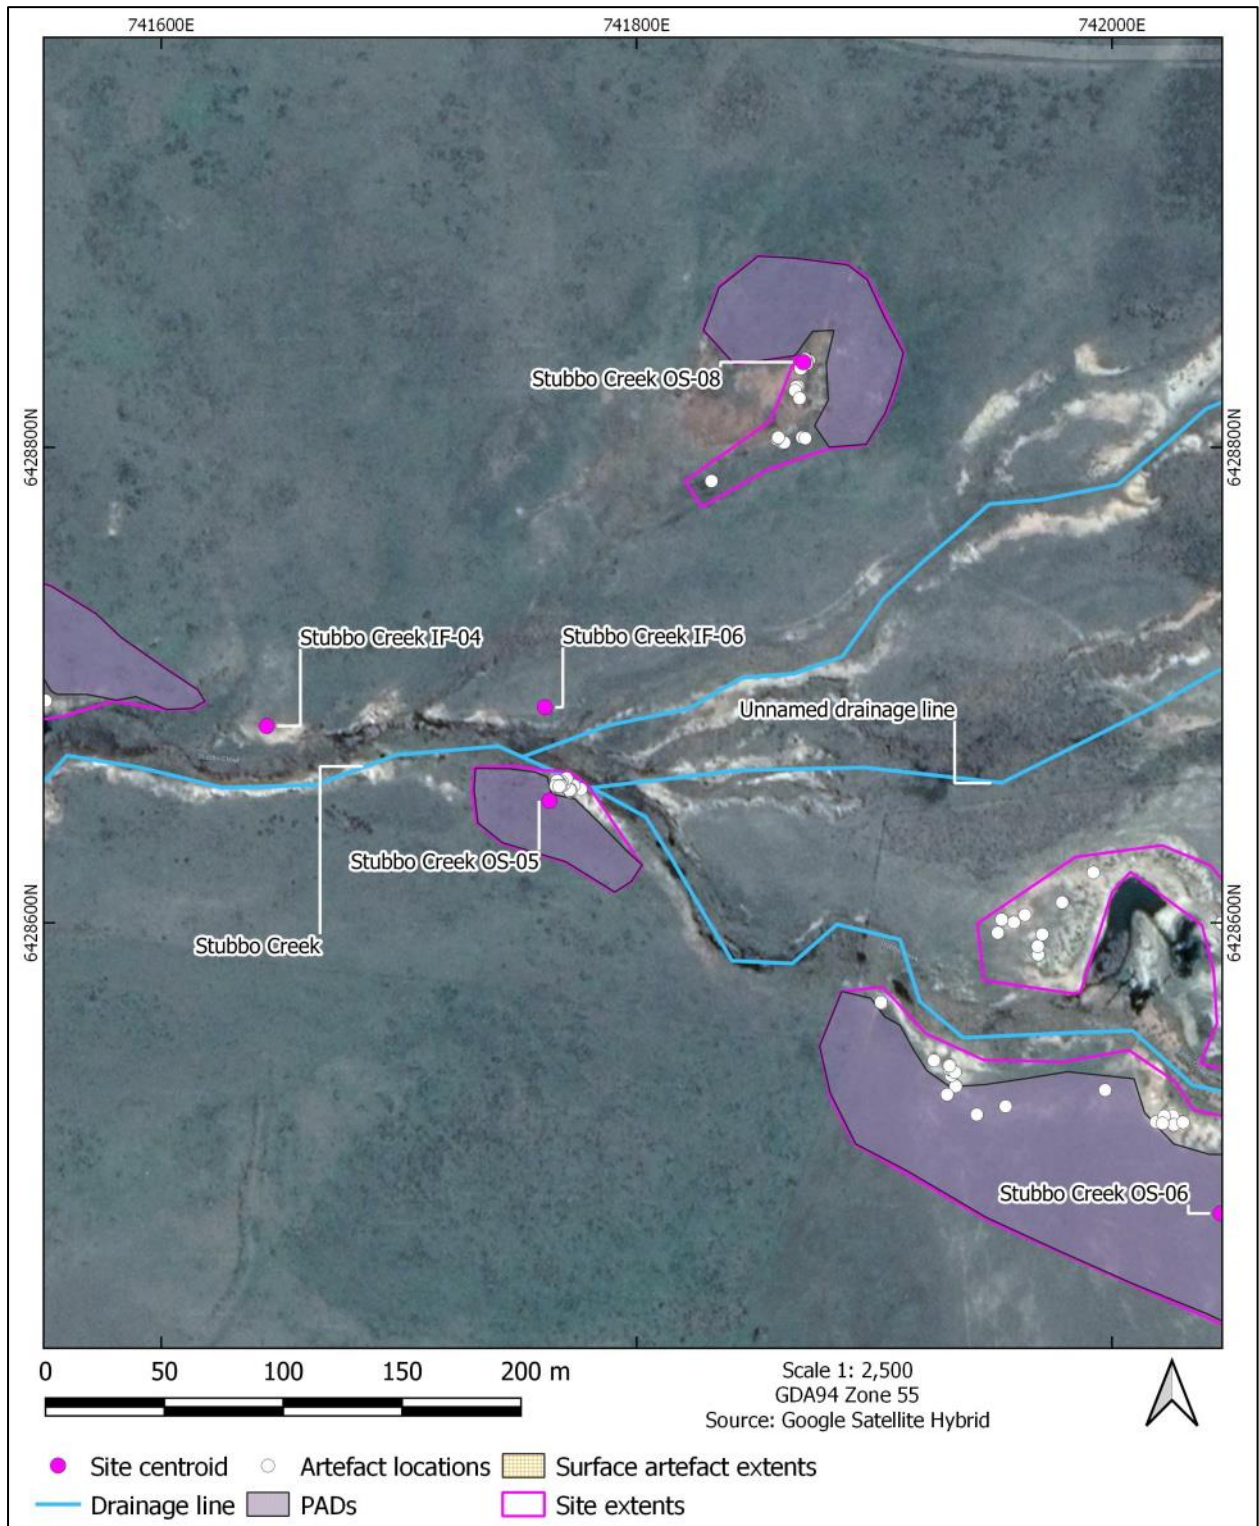 741600E 741800E 742000E
Stubbo Creek OS-08
6428800N 6428800N
Stubbo Creek IF-04 Stubbo Creek IF-06
Unnamed drainage line
Stubbo Creek
Stubbo Creek OS-05
6428600N 6428600N
Stubbo Creek
Stubbo Creek OS-06
0 50 100 150 200 m
Scale 1: 2,500
GDA94 Zone 55
Source: Google Satellite Hybrid
Site centroid Artefact locations Surface artefact extents
Drainage line PADs Site extents